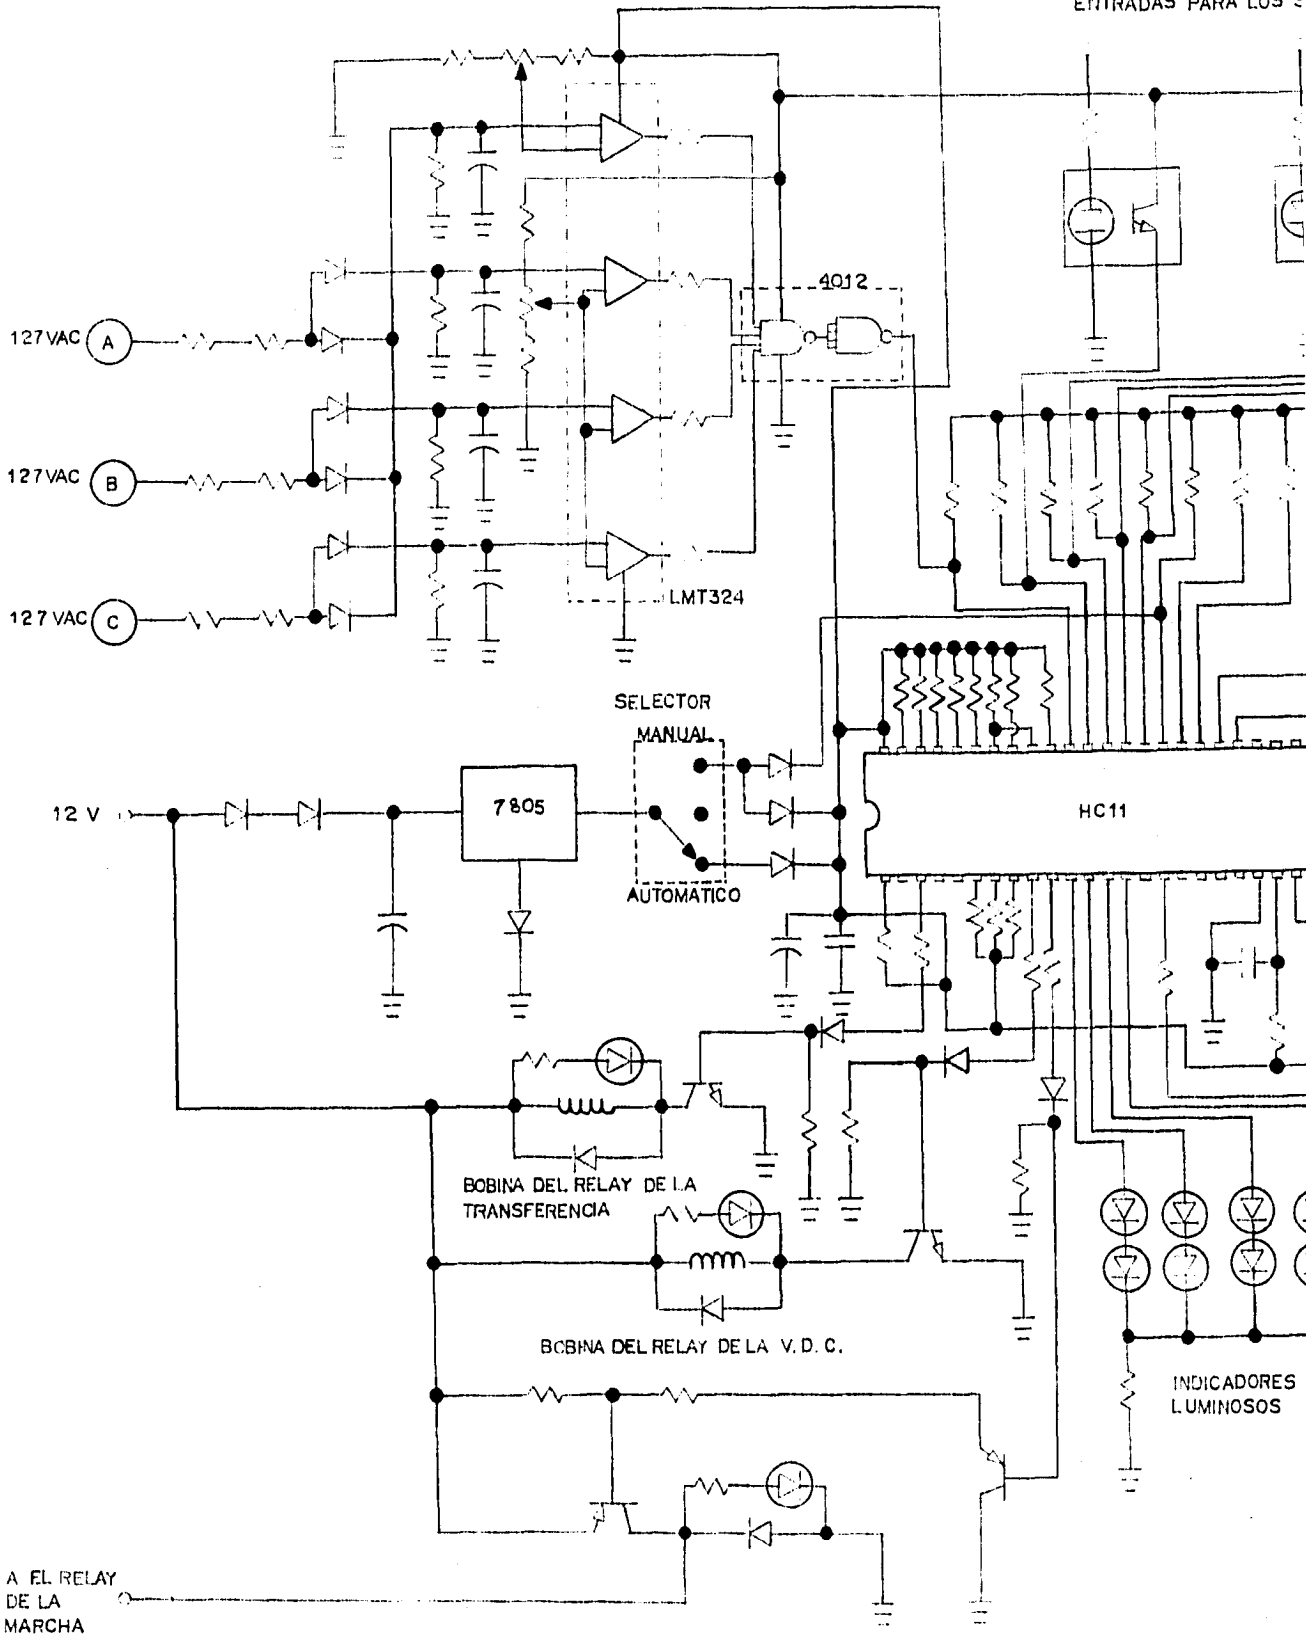 ENTRADAS PARA LOS
4012
127VAC A
127VAC B
127VAC C
LMT324
SELECTOR
MANUAL
12 V
7805
HC11
AUTOMATICO
BOBINA DEL RELAY DE LA
TRANSFERENCIA
BOBINA DEL RELAY DE LA V.D.C.
INDICADORES
LUMINOSOS
A EL RELAY
DE LA
MARCHA